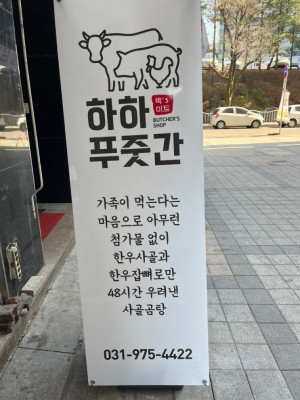 하하
박's
미트
BUTCHER'S
SHOP
푸줏간
가족이 먹는다는
마음으로 아무런
첨가물 없이
한우사골과
한우잡뼈로만
48시간 우려낸
사골곰탕
031-975-4422